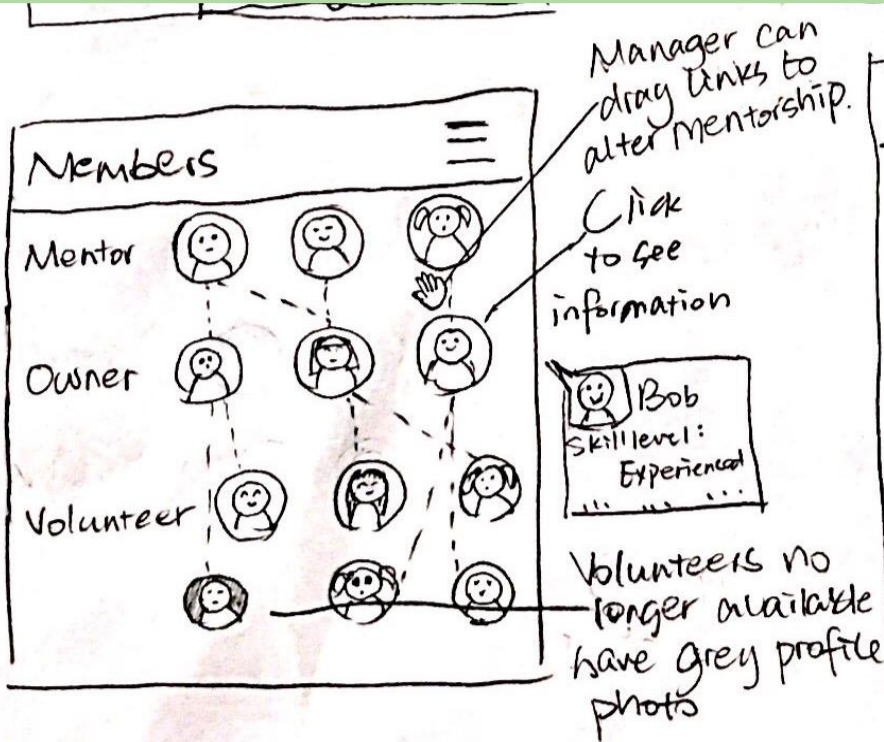 Members
Mentor
Owner
Volunteer
Manager can
drag links to
alter mentorship.
Click
to see
information
Bob
skill level:
Experienced
Volunteers no
longer available
have grey profile
photo